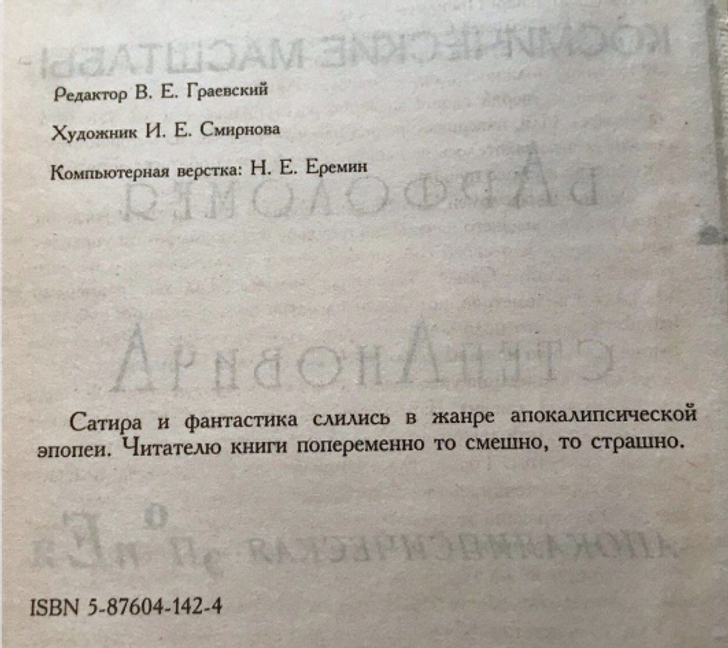 Редактор В. Е. Граевский
Художник И. Е. Смирнова
Компьютерная верстка: Н. Е. Еремин
Сатира и фантастика слились в жанре апокалипсической
эпопеи. Читателю книги попеременно то смешно, то страшно.
ISBN 5-87604-142-4